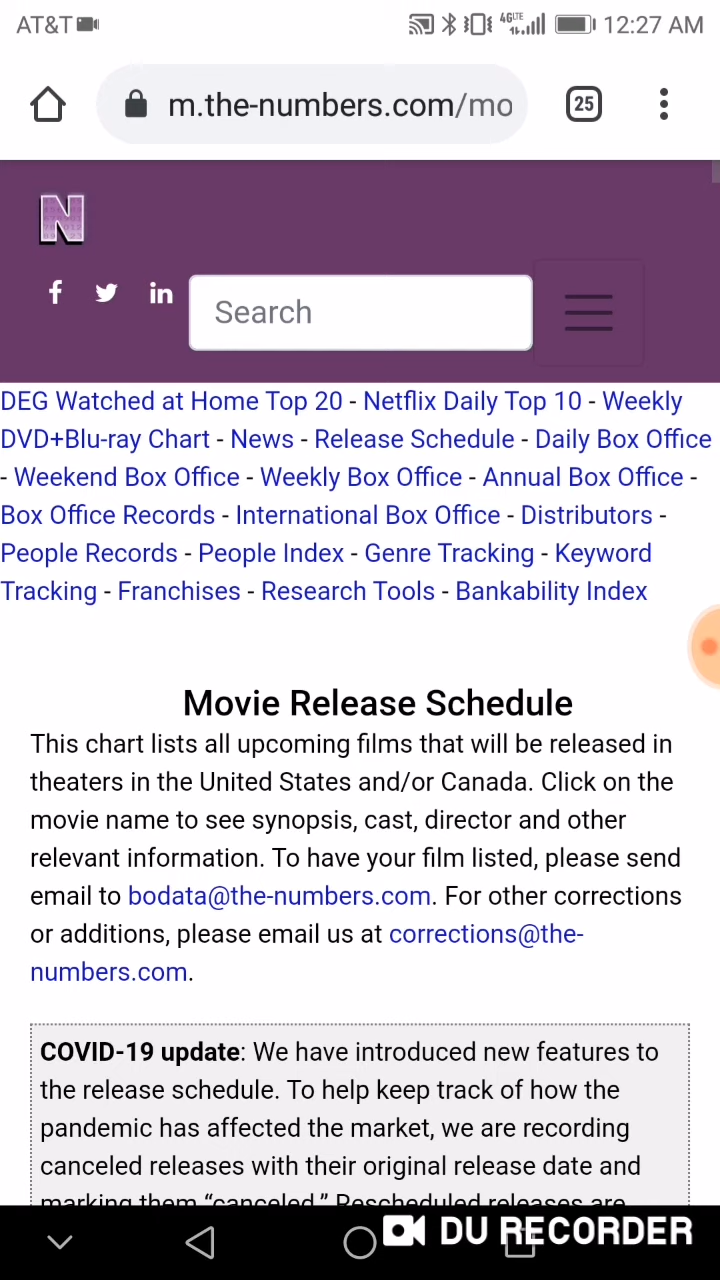 AT&T 4G LTE 12:27 AM
m.the-numbers.com/mo 25
N
f in Search
DEG Watched at Home Top 20 - Netflix Daily Top 10 - Weekly
DVD+Blu-ray Chart - News - Release Schedule - Daily Box Office
- Weekend Box Office - Weekly Box Office - Annual Box Office -
Box Office Records - International Box Office - Distributors -
People Records - People Index - Genre Tracking - Keyword
Tracking - Franchises - Research Tools - Bankability Index
Movie Release Schedule
This chart lists all upcoming films that will be released in
theaters in the United States and/or Canada. Click on the
movie name to see synopsis, cast, director and other
relevant information. To have your film listed, please send
email to bodata@the-numbers.com. For other corrections
or additions, please email us at corrections@the-
numbers.com.
COVID-19 update: We have introduced new features to
the release schedule. To help keep track of how the
pandemic has affected the market, we are recording
canceled releases with their original release date and
marking them “canceled.” Rescheduled releases are
DU RECORDER